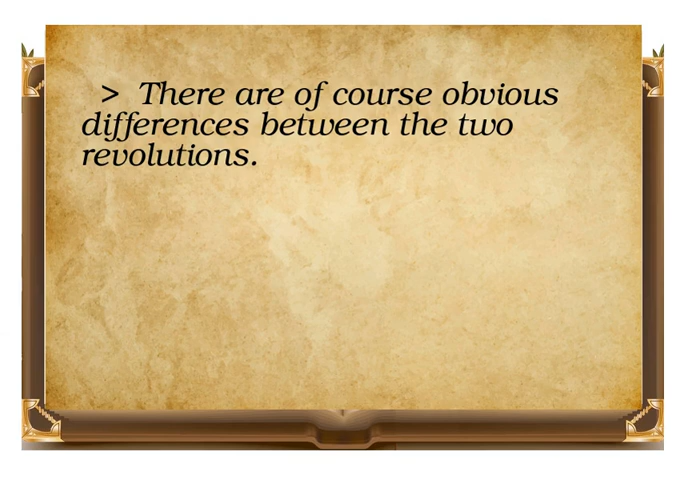 > There are of course obvious
differences between the two
revolutions.